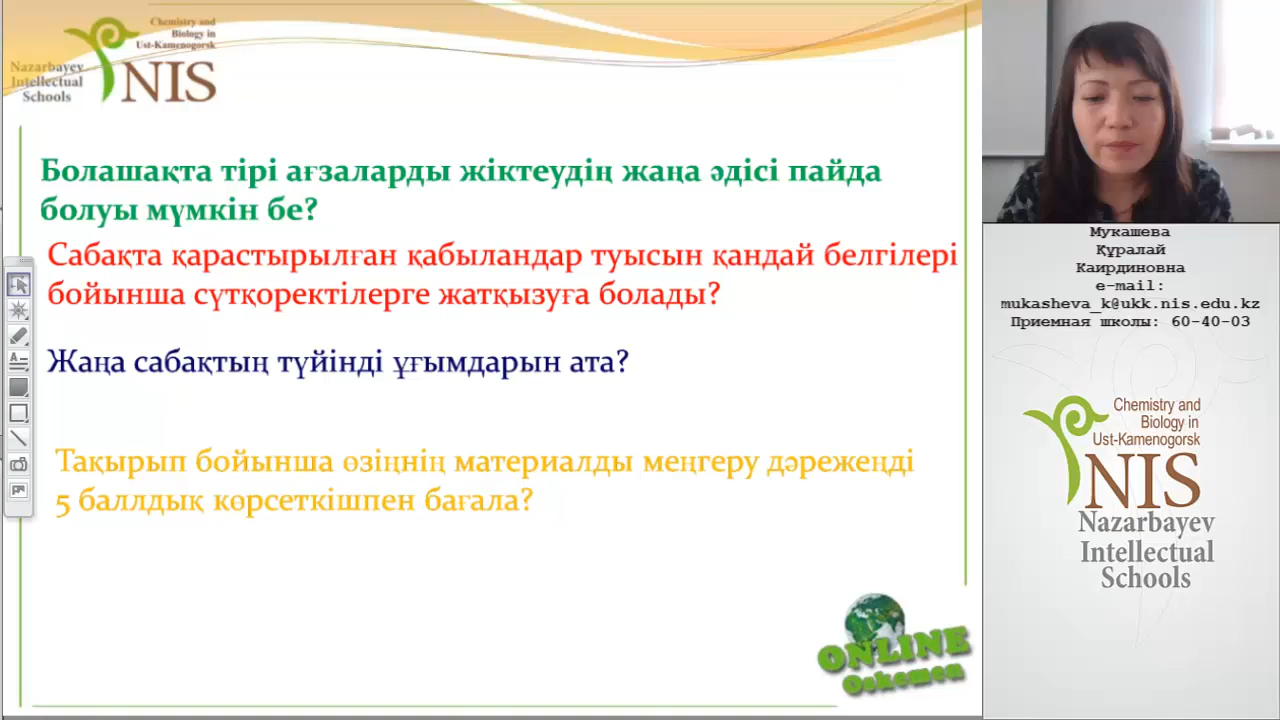 Chemistry and
Biology in
Ust-Kamenogorsk
Nazarbayev
Intellectual
Schools
NIS
Болашақта тірі ағзаларды жіктеудің жаңа әдісі пайда
болуы мүмкін бе?
Сабақта қарастырылған қабыландар туысын қандай белгілері
бойынша сүтқоректілерге жатқызуға болады?
Жаңа сабақтың түйінді ұғымдарын ата?
Тақырып бойынша өзіңнің материалды меңгеру дәрежеңді
5 баллдық көрсеткішпен бағала?
ONLINE
Оскемен
Мукашева
Құралай
Каирдиновна
e-mail:
mukasheva_k@ukk.nis.edu.kz
Приемная школы: 60-40-03
Chemistry and
Biology in
Ust-Kamenogorsk
NIS
Nazarbayev
Intellectual
Schools